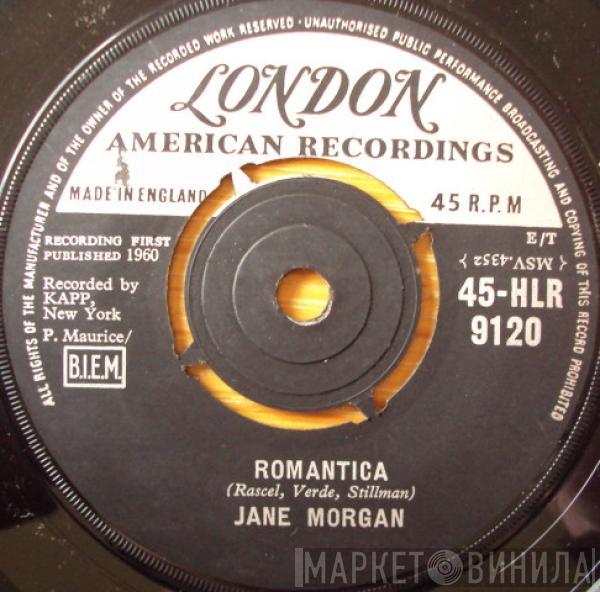 ALL RIGHTS OF THE MANUFACTURER AND OF THE OWNER OF THE RECORDED WORK RESERVED · UNAUTHORISED PUBLIC PERFORMANCE BROADCASTING AND COPYING OF THIS RECORD PROHIBITED
LONDON
AMERICAN RECORDINGS
MADE IN ENGLAND
45 R.P.M
RECORDING FIRST
PUBLISHED 1960
Recorded by
KAPP,
New York
P. Maurice/
B.I.E.M.
E/T
{ MSV.4352 {
45-HLR
9120
ROMANTICA
(Rascel, Verde, Stillman)
JANE MORGAN
МАРКЕТ ВИНИЛА